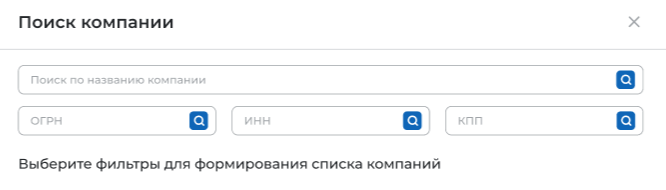 Поиск компании
Поиск по названию компании
ОГРН ИНН КПП
Выберите фильтры для формирования списка компаний